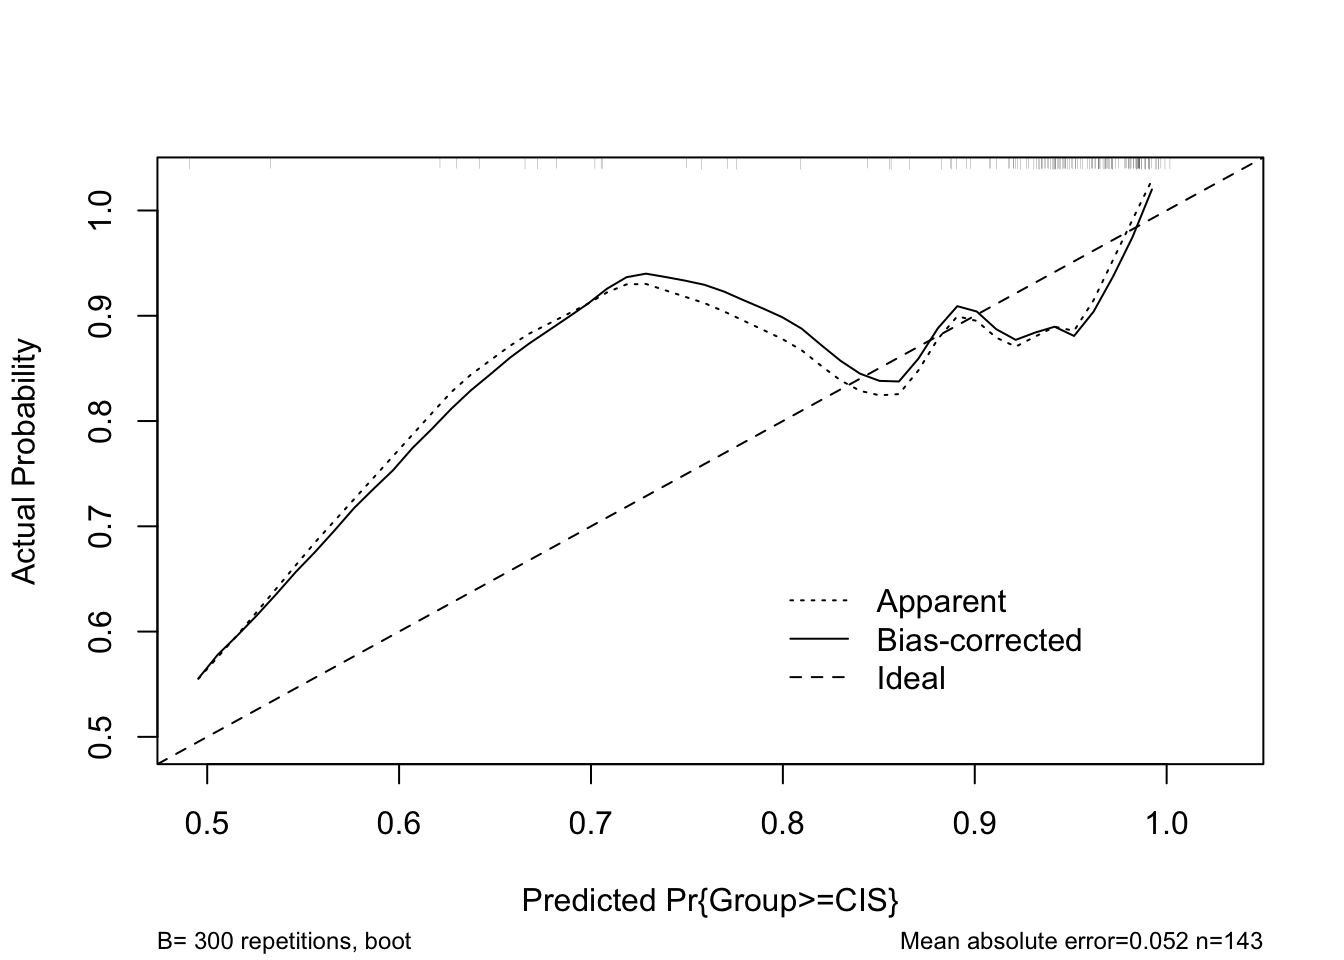 Actual Probability
1.0
0.9
0.8
0.7
0.6
0.5
Apparent
Bias-corrected
Ideal
0.5 0.6 0.7 0.8 0.9 1.0
Predicted Pr{Group>=CIS}
B= 300 repetitions, boot
Mean absolute error=0.052 n=143